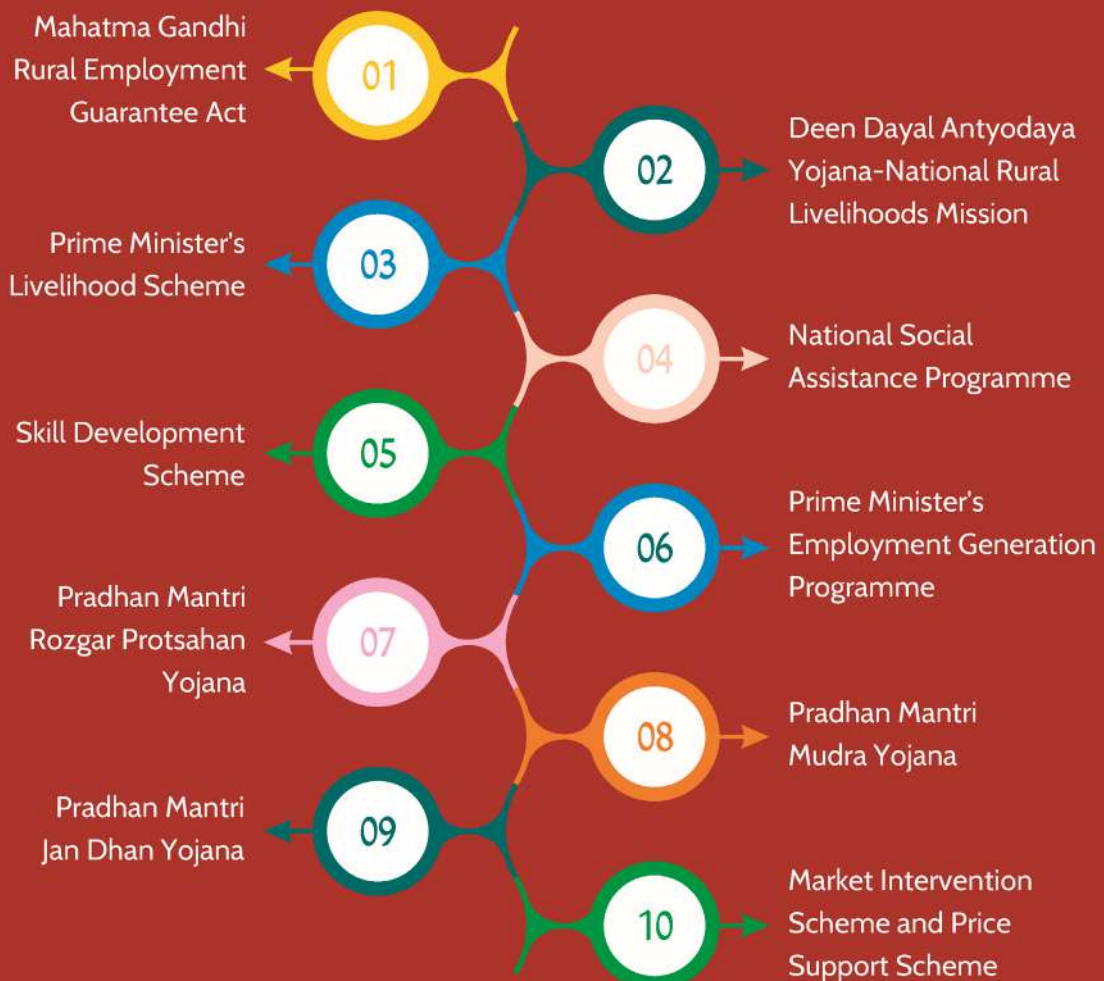 Mahatma Gandhi
Rural Employment
Guarantee Act
01
02
Deen Dayal Antyodaya
Yojana-National Rural
Livelihoods Mission
Prime Minister's
Livelihood Scheme
03
04
National Social
Assistance Programme
Skill Development
Scheme
05
06
Prime Minister's
Employment Generation
Programme
Pradhan Mantri
Rozgar Protsahan
Yojana
07
08
Pradhan Mantri
Mudra Yojana
Pradhan Mantri
Jan Dhan Yojana
09
10
Market Intervention
Scheme and Price
Support Scheme